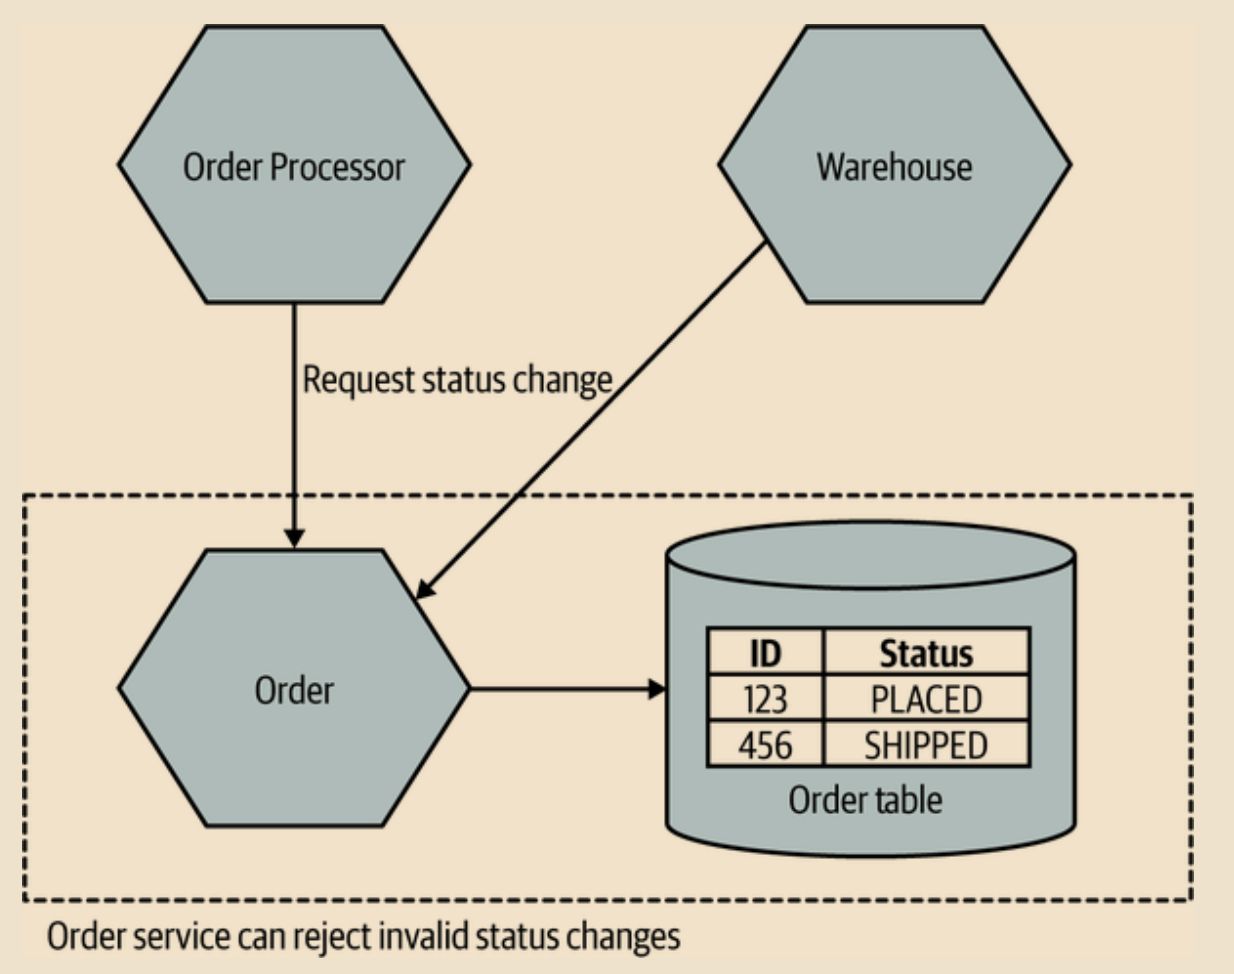 Order Processor
Warehouse
Request status change
Order
ID Status
123 PLACED
456 SHIPPED
Order table
Order service can reject invalid status changes